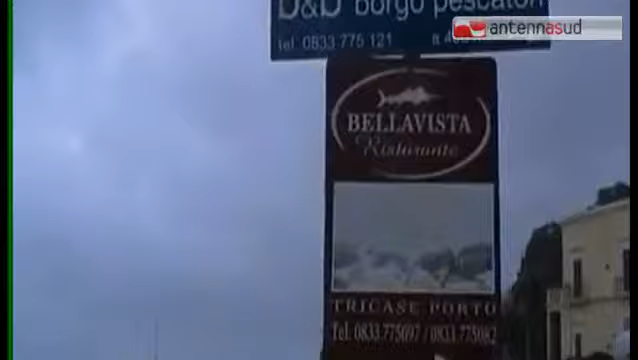 B&B borgo pescatori
antennasud
tel. 0833 775 121
BELLAVISTA
Ristorante
TRICASE PORTO
Tel. 0833.775097 / 0833.775082